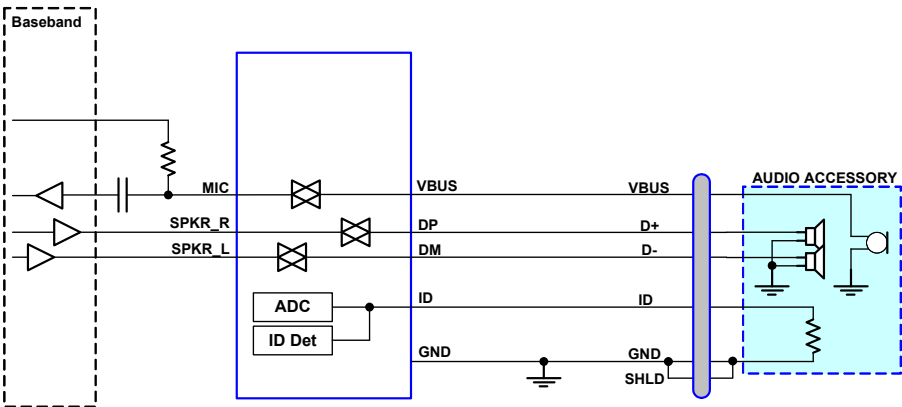 Baseband
AUDIO ACCESSORY
MIC
VBUS
VBUS
SPKR_R
DP
D+
SPKR_L
DM
D-
ADC
ID
ID
ID Det
GND
GND
SHLD